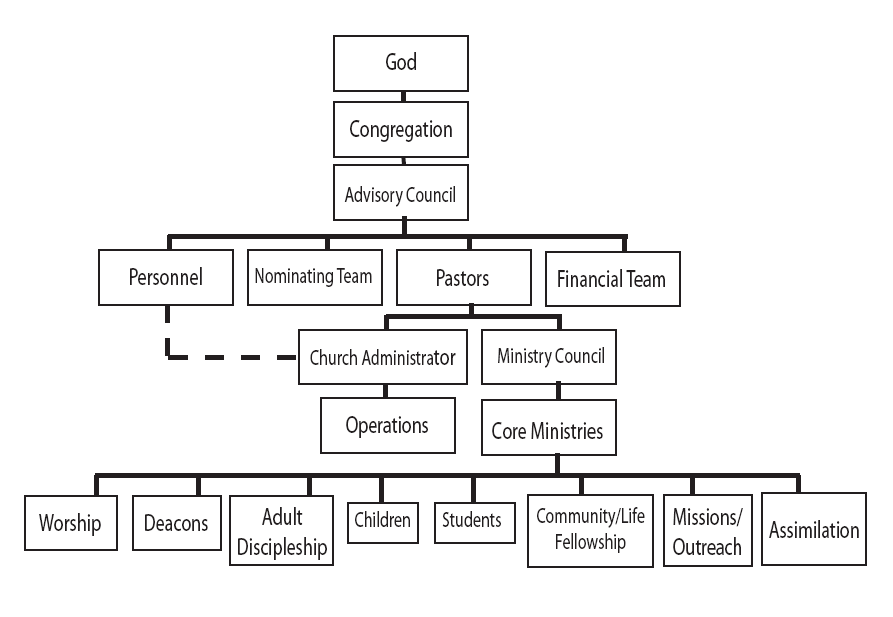 God
Congregation
Advisory Council
Personnel
Nominating Team
Pastors
Financial Team
Church Administrator
Ministry Council
Operations
Core Ministries
Worship
Deacons
Adult
Discipleship
Children
Students
Community/Life
Fellowship
Missions/
Outreach
Assimilation